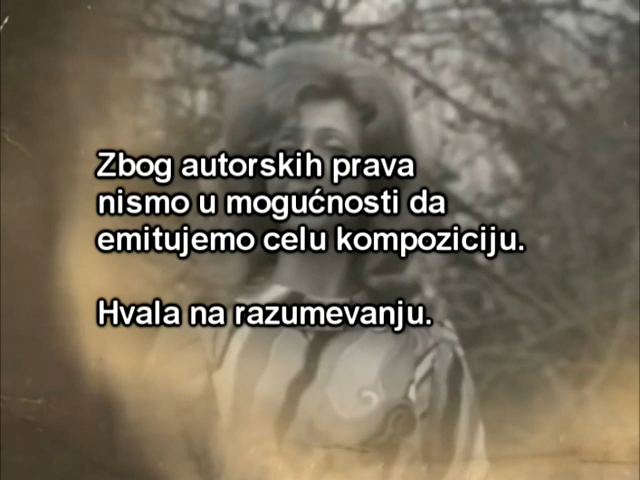 Zbog autorskih prava
nismo u mogućnosti da
emitujemo celu kompoziciju.
Hvala na razumevanju.